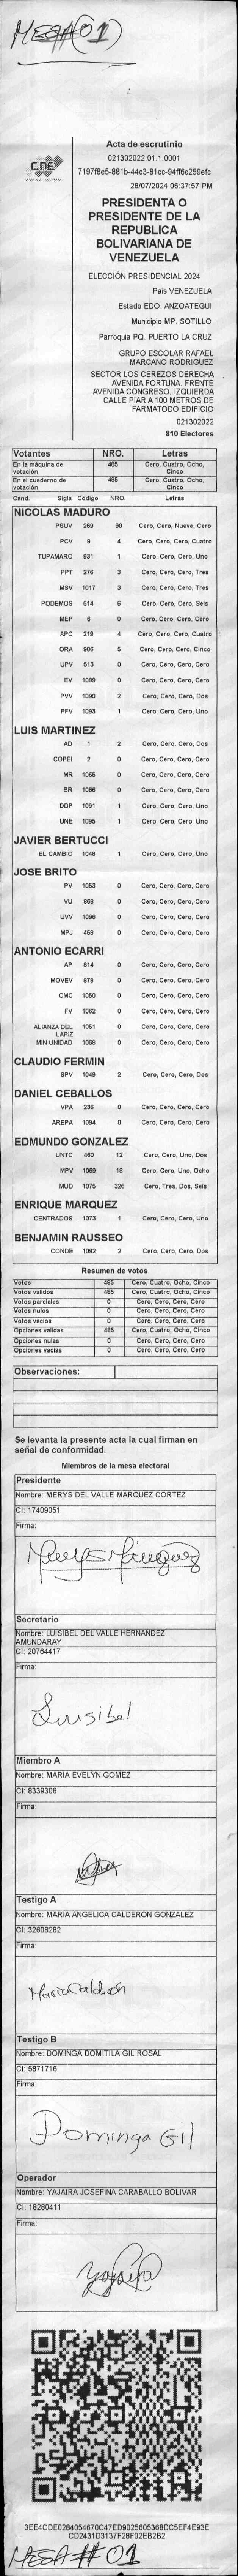 MESA (01)
Acta de escrutinio
CNE
021302022.01.1.0001
7197f8e5-881b-44c3-81cc-94ff6c259efc
28/07/2024 06:37:57 PM
PRESIDENTA O
PRESIDENTE DE LA
REPUBLICA
BOLIVARIANA DE
VENEZUELA
ELECCIÓN PRESIDENCIAL 2024
Pais VENEZUELA
Estado EDO. ANZOATEGUI
Municipio MP. SOTILLO
Parroquia PQ. PUERTO LA CRUZ
GRUPO ESCOLAR RAFAEL
MARCANO RODRIGUEZ
SECTOR LOS CEREZOS DERECHA
AVENIDA FORTUNA. FRENTE
AVENIDA CONGRESO. IZQUIERDA
CALLE PIAR A 100 METROS DE
FARMATODO EDIFICIO
021302022
810 Electores
Votantes NRO. Letras
En la máquina de votación 485 Cero, Cuatro, Ocho, Cinco
En el cuaderno de votación 485 Cero, Cuatro, Ocho, Cinco
Cand. Sigls Código NRO. Letras
NICOLAS MADURO
PSUV 269 90 Cero, Cero, Nueve, Cero
PCV 9 4 Cero, Cero, Cero, Cuatro
TUPAMARO 931 1 Cero, Cero, Cero, Uno
PPT 276 3 Cero, Cero, Cero, Tres
MSV 1017 3 Cero, Cero, Cero, Tres
PODEMOS 514 6 Cero, Cero, Cero, Seis
MEP 6 0 Cero, Cero, Cero, Cero
APC 219 4 Cero, Cero, Cero, Cuatro
ORA 906 5 Cero, Cero, Cero, Cinco
UPV 513 0 Cero, Cero, Cero, Cero
EV 1089 0 Cero, Cero, Cero, Cero
PVV 1090 2 Cero, Cero, Cero, Dos
PFV 1093 1 Cero, Cero, Cero, Uno
LUIS MARTINEZ
AD 1 2 Cero, Cero, Cero, Dos
COPEI 2 0 Cero, Cero, Cero, Cero
MR 1065 0 Cero, Cero, Cero, Cero
BR 1066 0 Cero, Cero, Cero, Cero
DDP 1091 1 Cero, Cero, Cero, Uno
UNE 1095 1 Cero, Cero, Cero, Uno
JAVIER BERTUCCI
EL CAMBIO 1048 1 Cero, Cero, Cero, Uno
JOSE BRITO
PV 1053 0 Cero, Cero, Cero, Cero
VU 869 0 Cero, Cero, Cero, Cero
UVV 1096 0 Cero, Cero, Cero, Cero
MPJ 458 0 Cero, Cero, Cero, Cero
ANTONIO ECARRI
AP 814 0 Cero, Cero, Cero, Cero
MOVEV 978 0 Cero, Cero, Cero, Cero
CMC 1050 0 Cero, Cero, Cero, Cero
FV 1062 0 Cero, Cero, Cero, Cero
ALIANZA DEL LAPIZ 1051 0 Cero, Cero, Cero, Cero
MIN UNIDAD 1088 0 Cero, Cero, Cero, Cero
CLAUDIO FERMIN
SPV 1049 2 Cero, Cero, Cero, Dos
DANIEL CEBALLOS
VPA 236 0 Cero, Cero, Cero, Cero
AREPA 1094 0 Cero, Cero, Cero, Cero
EDMUNDO GONZALEZ
UNTC 460 12 Cero, Cero, Uno, Dos
MPV 1069 18 Cero, Cero, Uno, Ocho
MUD 1075 326 Cero, Tres, Dos, Seis
ENRIQUE MARQUEZ
CENTRADOS 1073 1 Cero, Cero, Cero, Uno
BENJAMIN RAUSSEO
CONDE 1092 2 Cero, Cero, Cero, Dos
Resumen de votos
Votos 485 Cero, Cuatro, Ocho, Cinco
Votos validos 485 Cero, Cuatro, Ocho, Cinco
Votos parciales 0 Cero, Cero, Cero, Cero
Votos nulos 0 Cero, Cero, Cero, Cero
Votos vacios 0 Cero, Cero, Cero, Cero
Opciones validas 485 Cero, Cuatro, Ocho, Cinco
Opciones nulas 0 Cero, Cero, Cero, Cero
Opciones vacias 0 Cero, Cero, Cero, Cero
Observaciones:
Se levanta la presente acta la cual firman en
señal de conformidad.
Miembros de la mesa electoral
Presidente
Nombre: MERYS DEL VALLE MARQUEZ CORTEZ
CI: 17409051
Firma:
Merys Marquez
Secretario
Nombre: LUISIBEL DEL VALLE HERNANDEZ
AMUNDARAY
CI: 20764417
Firma:
Luisibel
Miembro A
Nombre: MARIA EVELYN GOMEZ
CI: 8339306
Firma:
Testigo A
Nombre: MARIA ANGELICA CALDERON GONZALEZ
CI: 32608282
Firma:
Maria Calderón
Testigo B
Nombre: DOMINGA DOMITILA GIL ROSAL
CI: 5871716
Firma:
Dominga Gil
Operador
Nombre: YAJAIRA JOSEFINA CARABALLO BOLIVAR
CI: 18280411
Firma:
Yajaira
3EE4CDE0284054670C47ED9025605368DC5EF4E93E
CD2431D3137F28F02EB2B2
MESA # 01